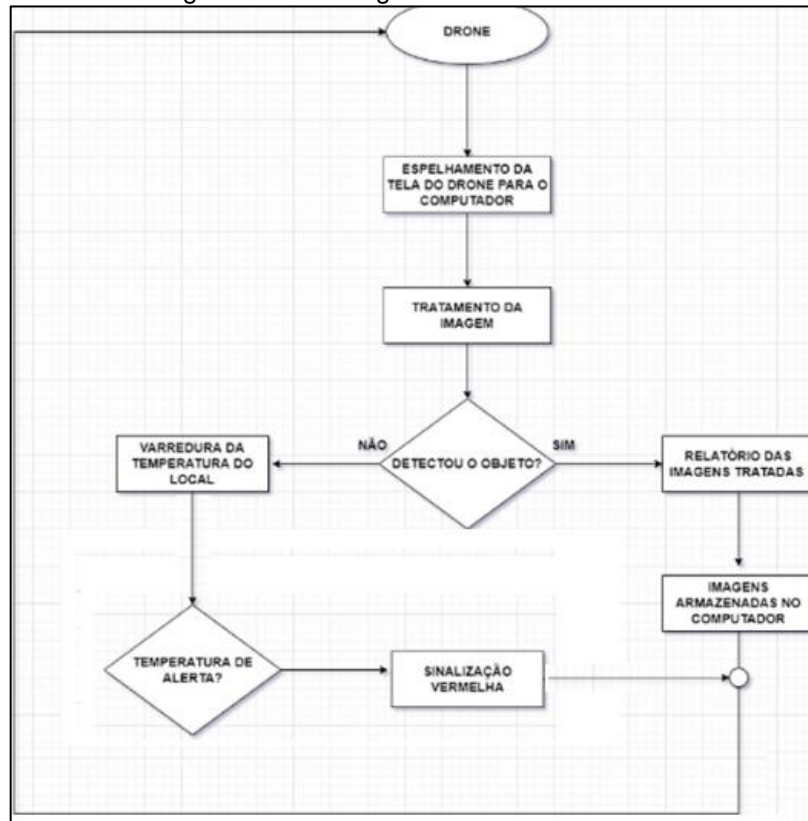 DRONE
ESPELHAMENTO DA
TELA DO DRONE PARA O
COMPUTADOR
TRATAMENTO DA
IMAGEM
DETECTOU O OBJETO?
NÃO
SIM
VARREDURA DA
TEMPERATURA DO
LOCAL
RELATÓRIO DAS
IMAGENS TRATADAS
IMAGENS
ARMAZENADAS NO
COMPUTADOR
TEMPERATURA DE
ALERTA?
SINALIZAÇÃO
VERMELHA